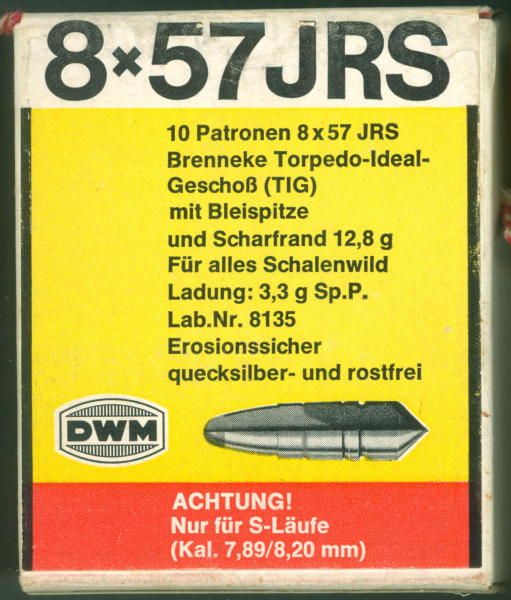 8×57JRS
10 Patronen 8 x 57 JRS
Brenneke Torpedo-Ideal-
Geschoß (TIG)
mit Bleispitze
und Scharfrand 12,8 g
Für alles Schalenwild
Ladung: 3,3 g Sp.P.
Lab.Nr. 8135
Erosionssicher
quecksilber- und rostfrei
DWM
ACHTUNG!
Nur für S-Läufe
(Kal. 7,89/8,20 mm)